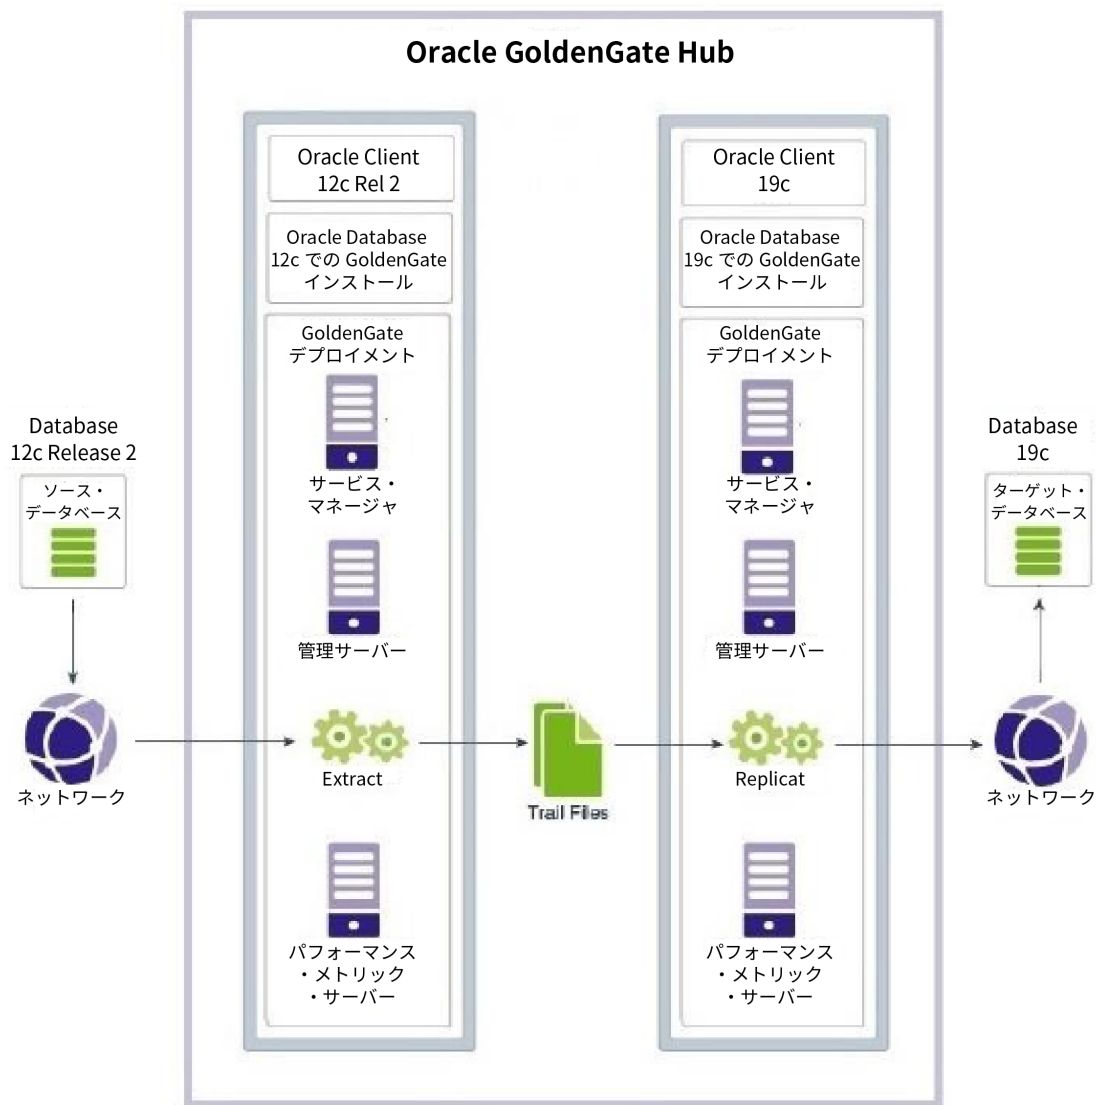 Oracle GoldenGate Hub
Oracle Client
12c Rel 2
Oracle Database
12c での GoldenGate
インストール
GoldenGate
デプロイメント
サービス・
マネージャ
管理サーバー
Extract
パフォーマンス
・メトリック
・サーバー
Oracle Client
19c
Oracle Database
19c での GoldenGate
インストール
GoldenGate
デプロイメント
サービス・
マネージャ
管理サーバー
Replicat
パフォーマンス
・メトリック
・サーバー
Trail Files
Database
12c Release 2
ソース・
データベース
ネットワーク
Database
19c
ターゲット・
データベース
ネットワーク